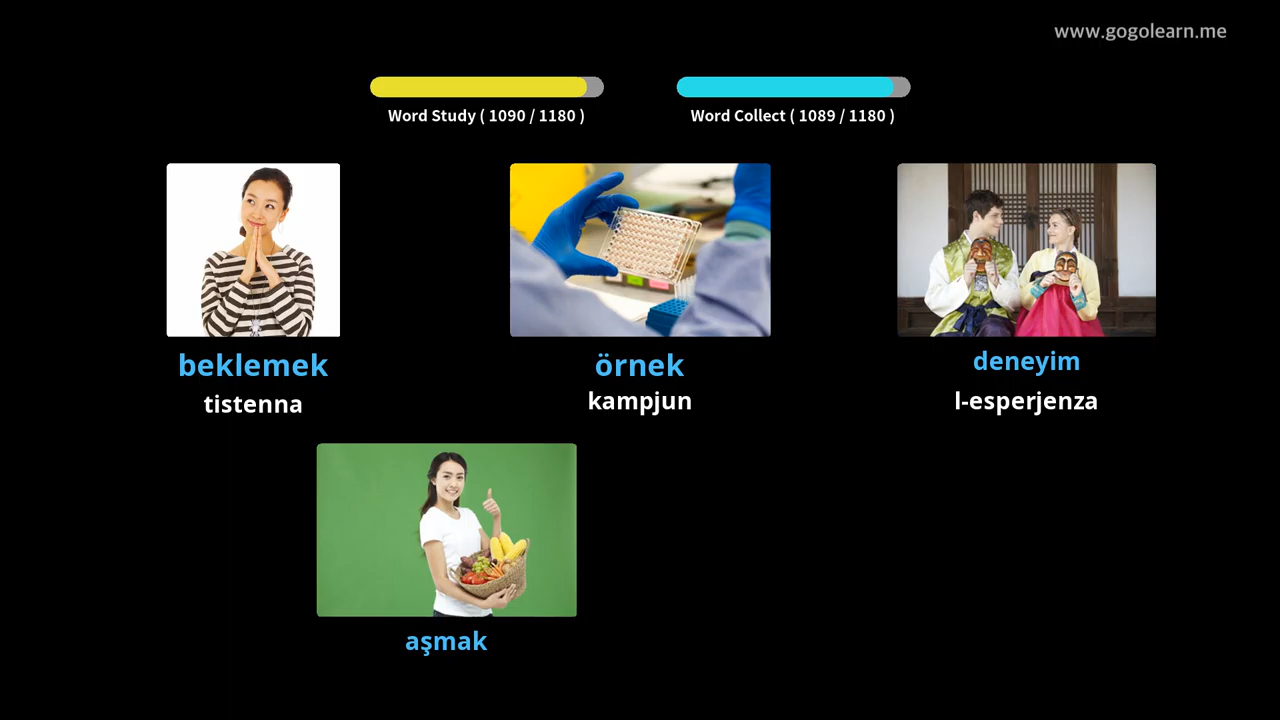 www.gogolearn.me
Word Study ( 1090 / 1180 )
Word Collect ( 1089 / 1180 )
beklemek
tistenna
örnek
kampjun
deneyim
l-esperjenza
aşmak